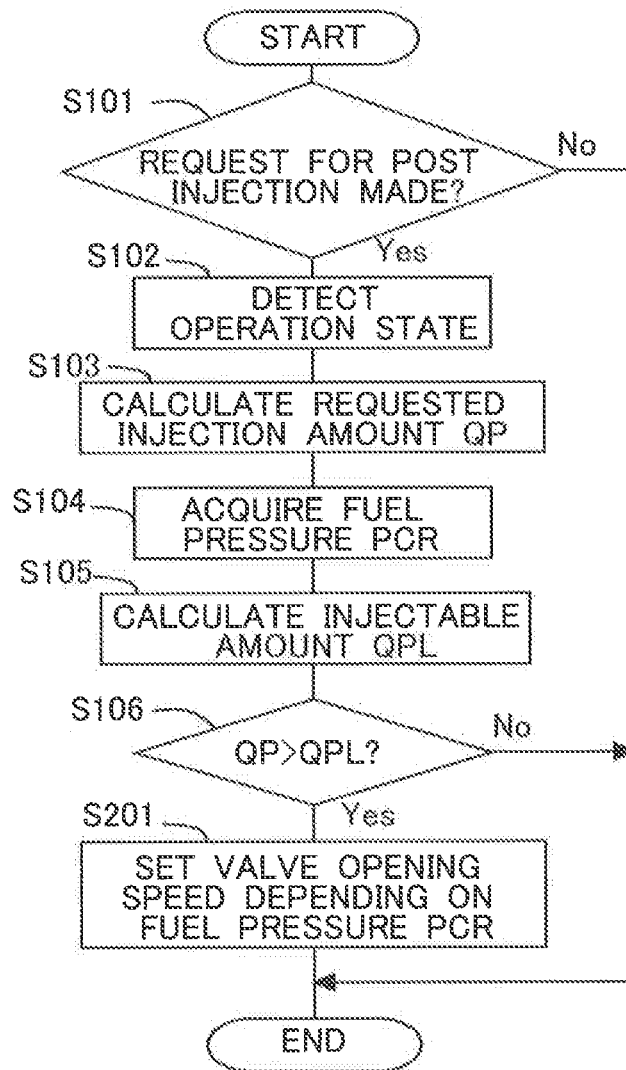 START
S101
REQUEST FOR POST
INJECTION MADE?
No
Yes
S102
DETECT
OPERATION STATE
S103
CALCULATE REQUESTED
INJECTION AMOUNT QP
S104
ACQUIRE FUEL
PRESSURE PCR
S105
CALCULATE INJECTABLE
AMOUNT QPL
S106
QP>QPL?
No
Yes
S201
SET VALVE OPENING
SPEED DEPENDING ON
FUEL PRESSURE PCR
END